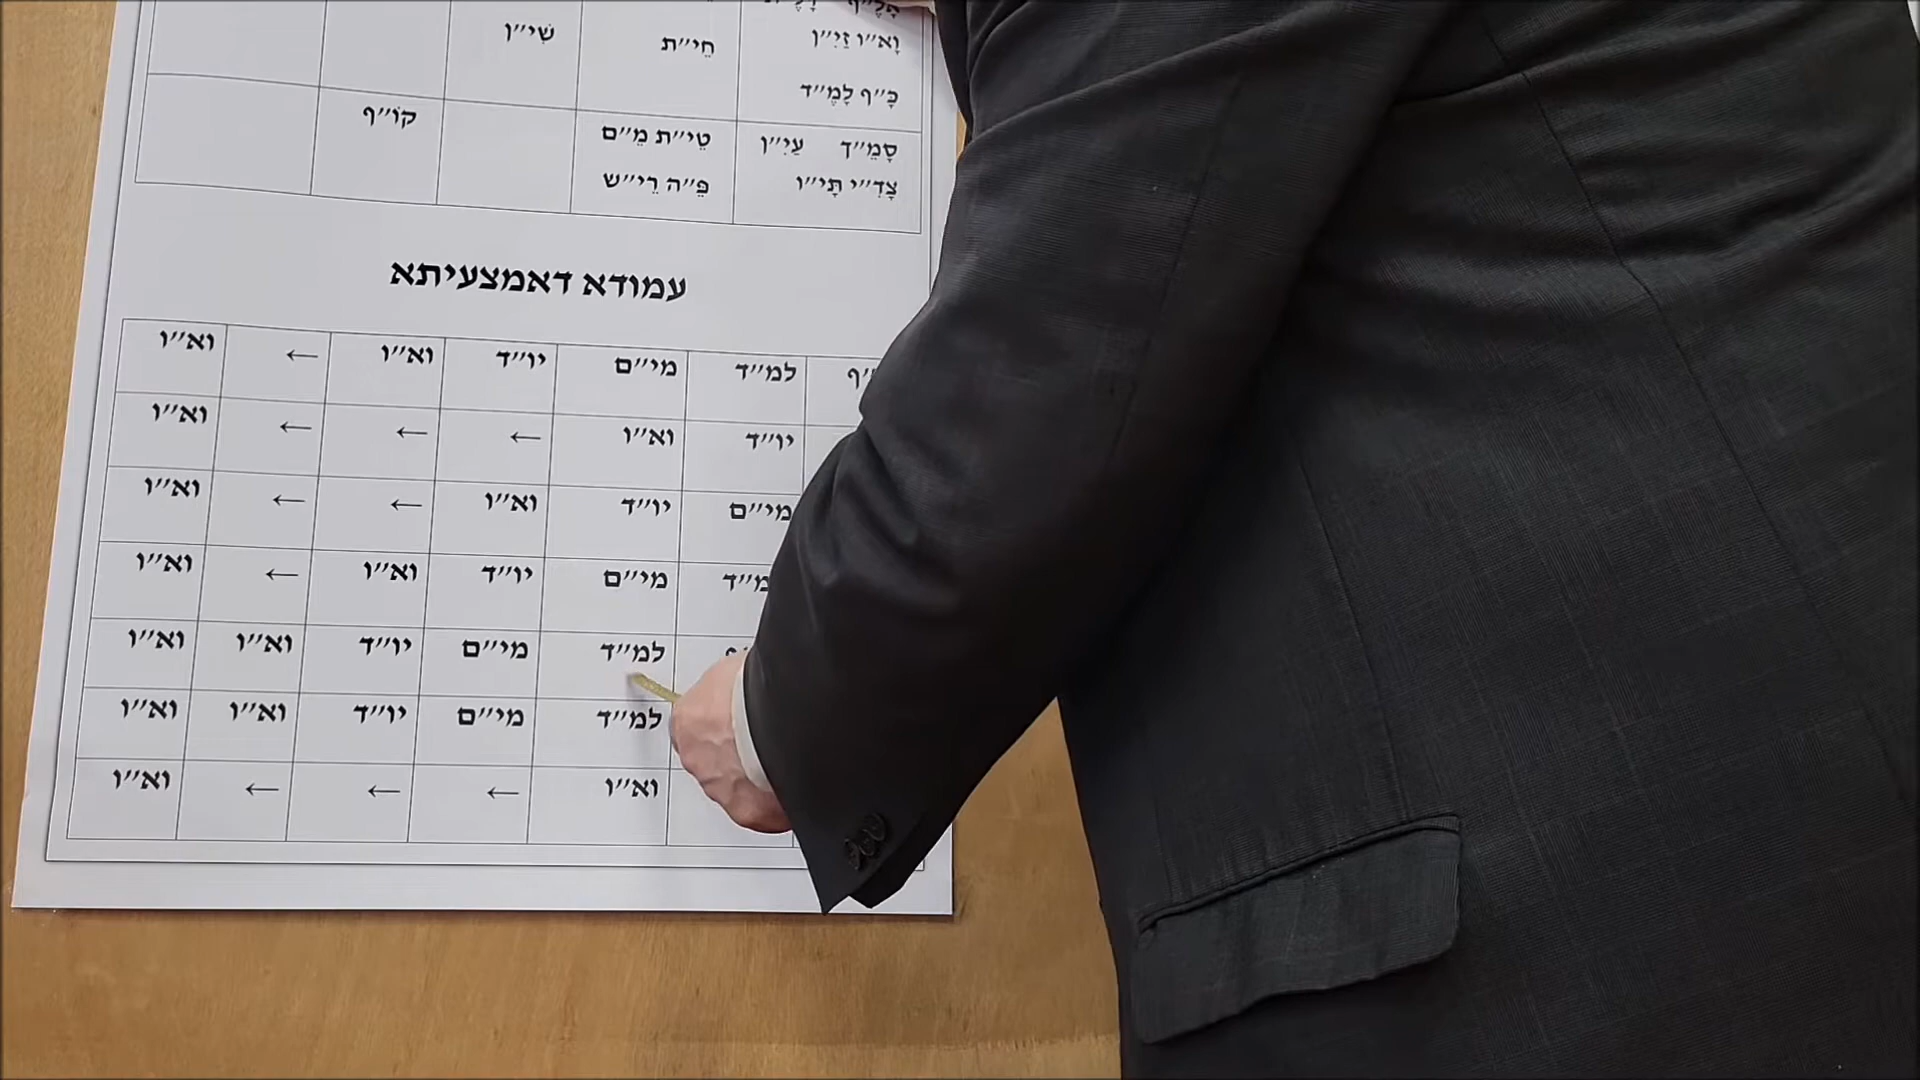 וָא״ו זַיִ״ן חֵי״ת שִׁי״ן
כָּ״ף לָמֶ״ד
סָמֵ״ך עַיִ״ן טֵי״ת מֵ״ם קוֹ״ף
צָדִ״י תָּי״ו פֵּ״ה רֵי״ש
עמודא דאמצעיתא
למ״ד מי״ם יו״ד וא״ו ← וא״ו
יו״ד וא״ו ← ← ← וא״ו
מי״ם יו״ד וא״ו ← ← וא״ו
מי״ם יו״ד וא״ו ← וא״ו
למ״ד מי״ם יו״ד וא״ו וא״ו
למ״ד מי״ם יו״ד וא״ו וא״ו
וא״ו ← ← ← וא״ו